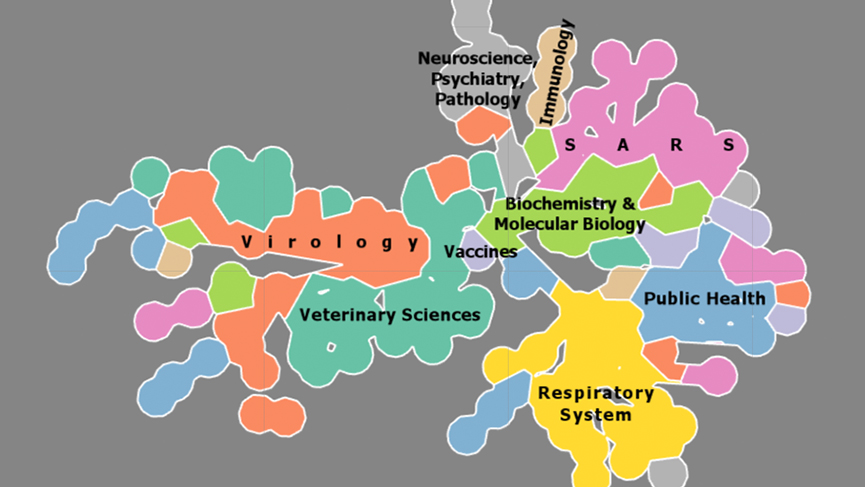 Neuroscience,
Psychiatry,
Pathology
Immunology
S A R S
Biochemistry &
Molecular Biology
Virology
Vaccines
Public Health
Veterinary Sciences
Respiratory
System